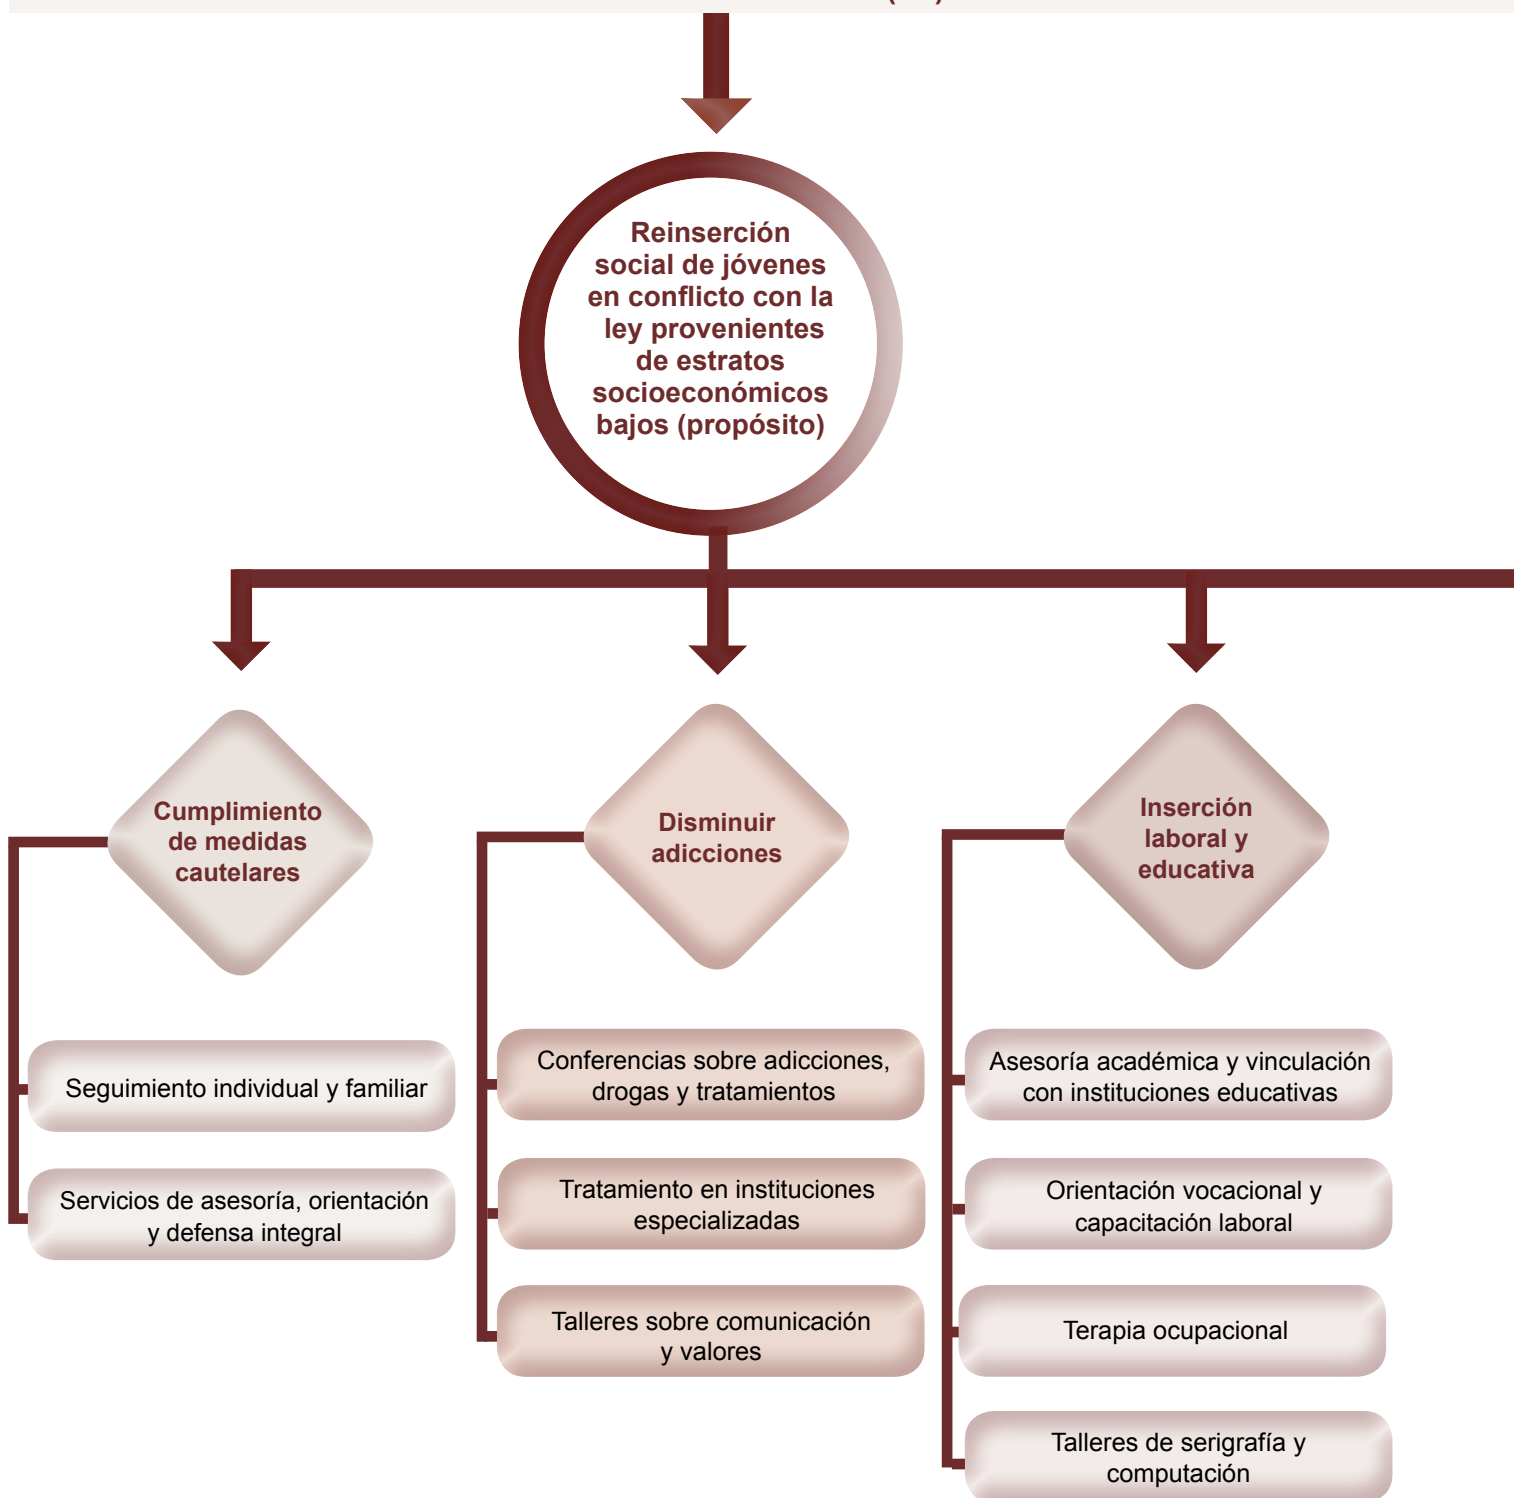 Reinserción
social de jóvenes
en conflicto con la
ley provenientes
de estratos
socioeconómicos
bajos (propósito)
Cumplimiento
de medidas
cautelares
Seguimiento individual y familiar
Servicios de asesoría, orientación
y defensa integral
Disminuir
adicciones
Conferencias sobre adicciones,
drogas y tratamientos
Tratamiento en instituciones
especializadas
Talleres sobre comunicación
y valores
Inserción
laboral y
educativa
Asesoría académica y vinculación
con instituciones educativas
Orientación vocacional y
capacitación laboral
Terapia ocupacional
Talleres de serigrafía y
computación